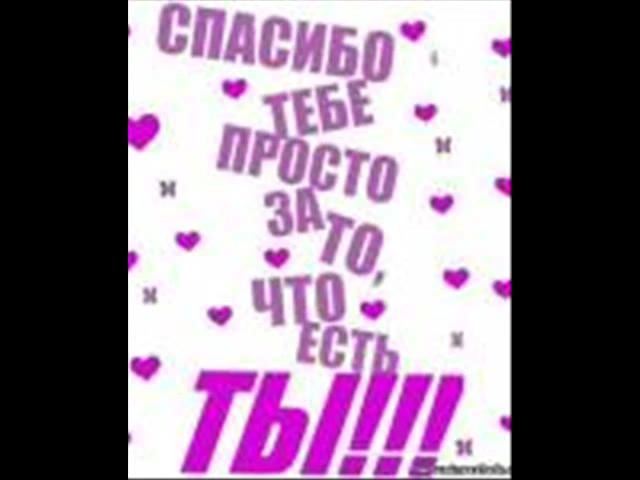 СПАСИБО
ТЕБЕ
ПРОСТО
ЗА ТО,
ЧТО
ЕСТЬ
ТЫ!!!